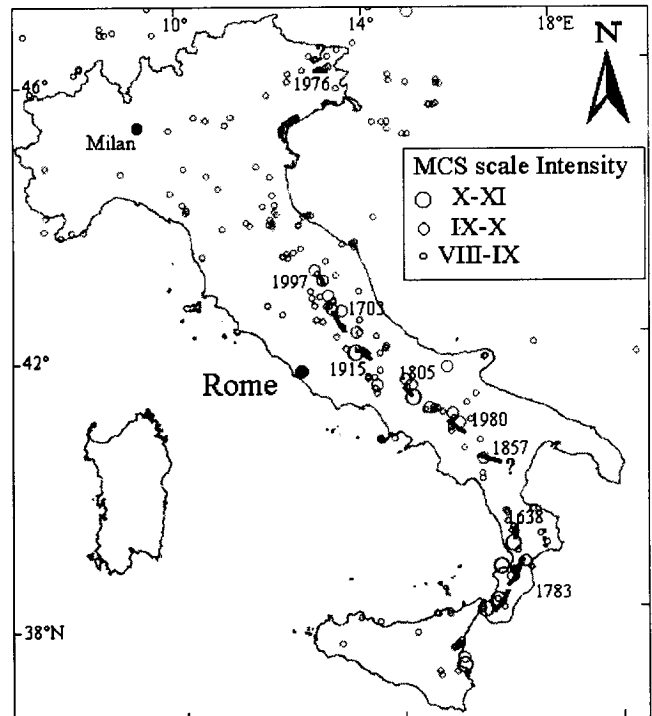 10°
14°
18°E
N
46°
1976
Milan
MCS scale Intensity
X-XI
IX-X
VIII-IX
1997
1703
42°
1915
1805
Rome
1980
1857
?
1638
1783
38°N